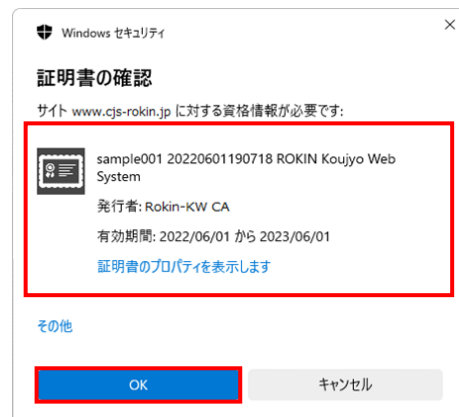 Windows セキュリティ
証明書の確認
サイト www.cjs-rokin.jp に対する資格情報が必要です:
sample001 20220601190718 ROKIN Koujyo Web
System
発行者: Rokin-KW CA
有効期間: 2022/06/01 から 2023/06/01
証明書のプロパティを表示します
その他
OK
キャンセル